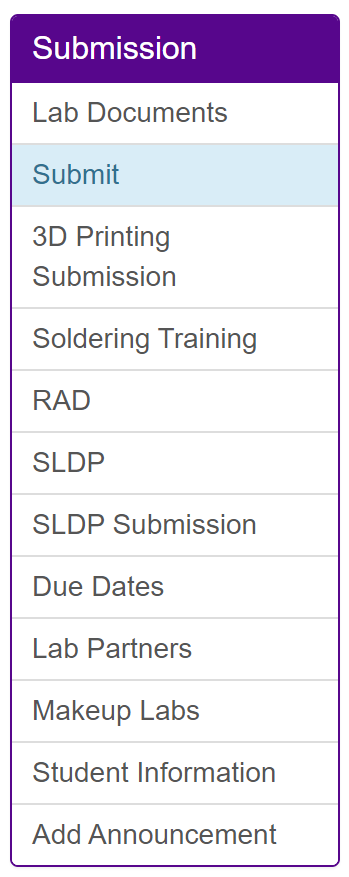 Submission
Lab Documents
Submit
3D Printing
Submission
Soldering Training
RAD
SLDP
SLDP Submission
Due Dates
Lab Partners
Makeup Labs
Student Information
Add Announcement